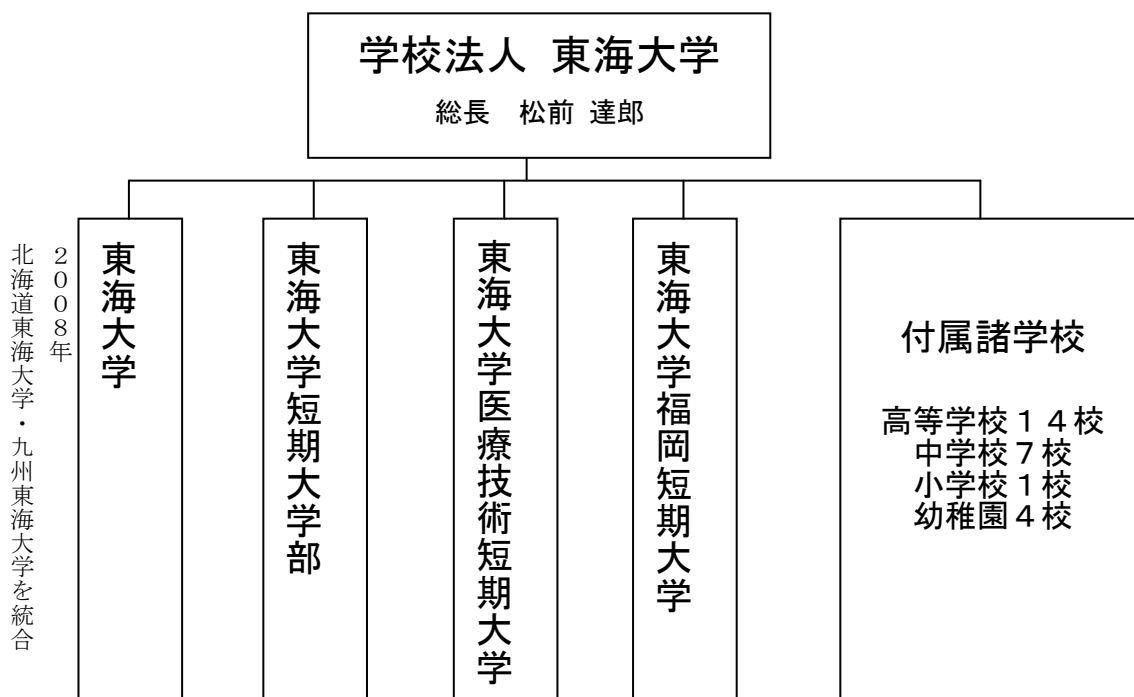 学校法人 東海大学
総長　松前 達郎
２００８年
北海道東海大学・九州東海大学を統合
東海大学
東海大学短期大学部
東海大学医療技術短期大学
東海大学福岡短期大学
付属諸学校
高等学校１４校
中学校７校
小学校１校
幼稚園４校